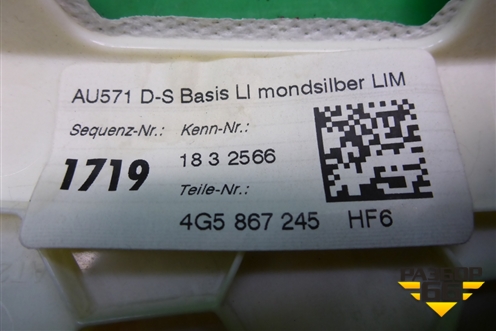 AU571 D-S Basis LI mondsilber LIM
Sequenz-Nr.: Kenn-Nr.:
1719 18 3 2566
Teile-Nr.:
4G5 867 245 HF6
РАЗБОР